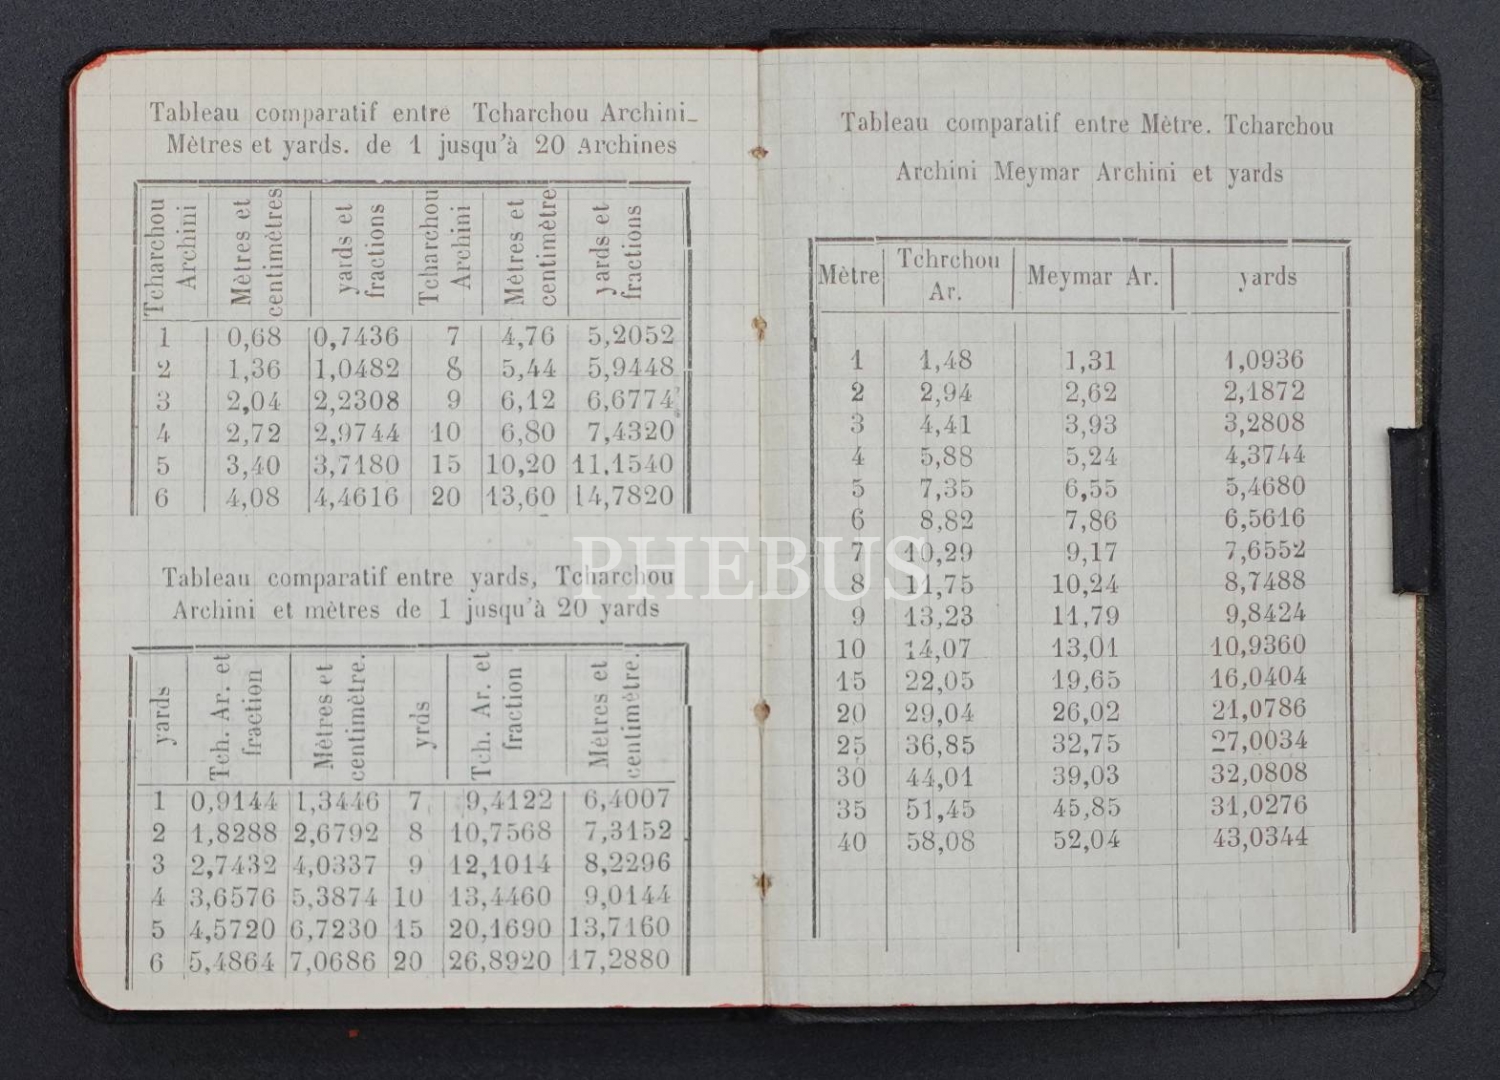 Tableau comparatif entre Tcharchou Archini_
Mètres et yards. de 1 jusqu'à 20 Archines
Tcharchou Archini | Mètres et centimètres | yards et fractions | Tcharchou Archini | Mètres et centimètre | yards et fractions
1 0,68 0,7436 7 4,76 5,2052
2 1,36 1,0482 8 5,44 5,9448
3 2,04 2,2308 9 6,12 6,6774
4 2,72 2,9744 10 6,80 7,4320
5 3,40 3,7180 15 10,20 11,1540
6 4,08 4,4616 20 13,60 14,7820
Tableau comparatif entre yards, Tcharchou
Archini et mètres de 1 jusqu'à 20 yards
yards | Tch. Ar. et fraction | Mètres et centimètre. | yrds | Tch. Ar. et fraction | Mètres et centimètre.
1 0,9144 1,3446 7 9,4122 6,4007
2 1,8288 2,6792 8 10,7568 7,3152
3 2,7432 4,0337 9 12,1014 8,2296
4 3,6576 5,3874 10 13,4460 9,0144
5 4,5720 6,7230 15 20,1690 13,7160
6 5,4864 7,0686 20 26,8920 17,2880
Tableau comparatif entre Mètre. Tcharchou
Archini Meymar Archini et yards
Mètre | Tchrchou Ar. | Meymar Ar. | yards
1 1,48 1,31 1,0936
2 2,94 2,62 2,1872
3 4,41 3,93 3,2808
4 5,88 5,24 4,3744
5 7,35 6,55 5,4680
6 8,82 7,86 6,5616
7 10,29 9,17 7,6552
8 11,75 10,24 8,7488
9 13,23 11,79 9,8424
10 14,07 13,01 10,9360
15 22,05 19,65 16,0404
20 29,04 26,02 21,0786
25 36,85 32,75 27,0034
30 44,01 39,03 32,0808
35 51,45 45,85 31,0276
40 58,08 52,04 43,0344
PHEBUS